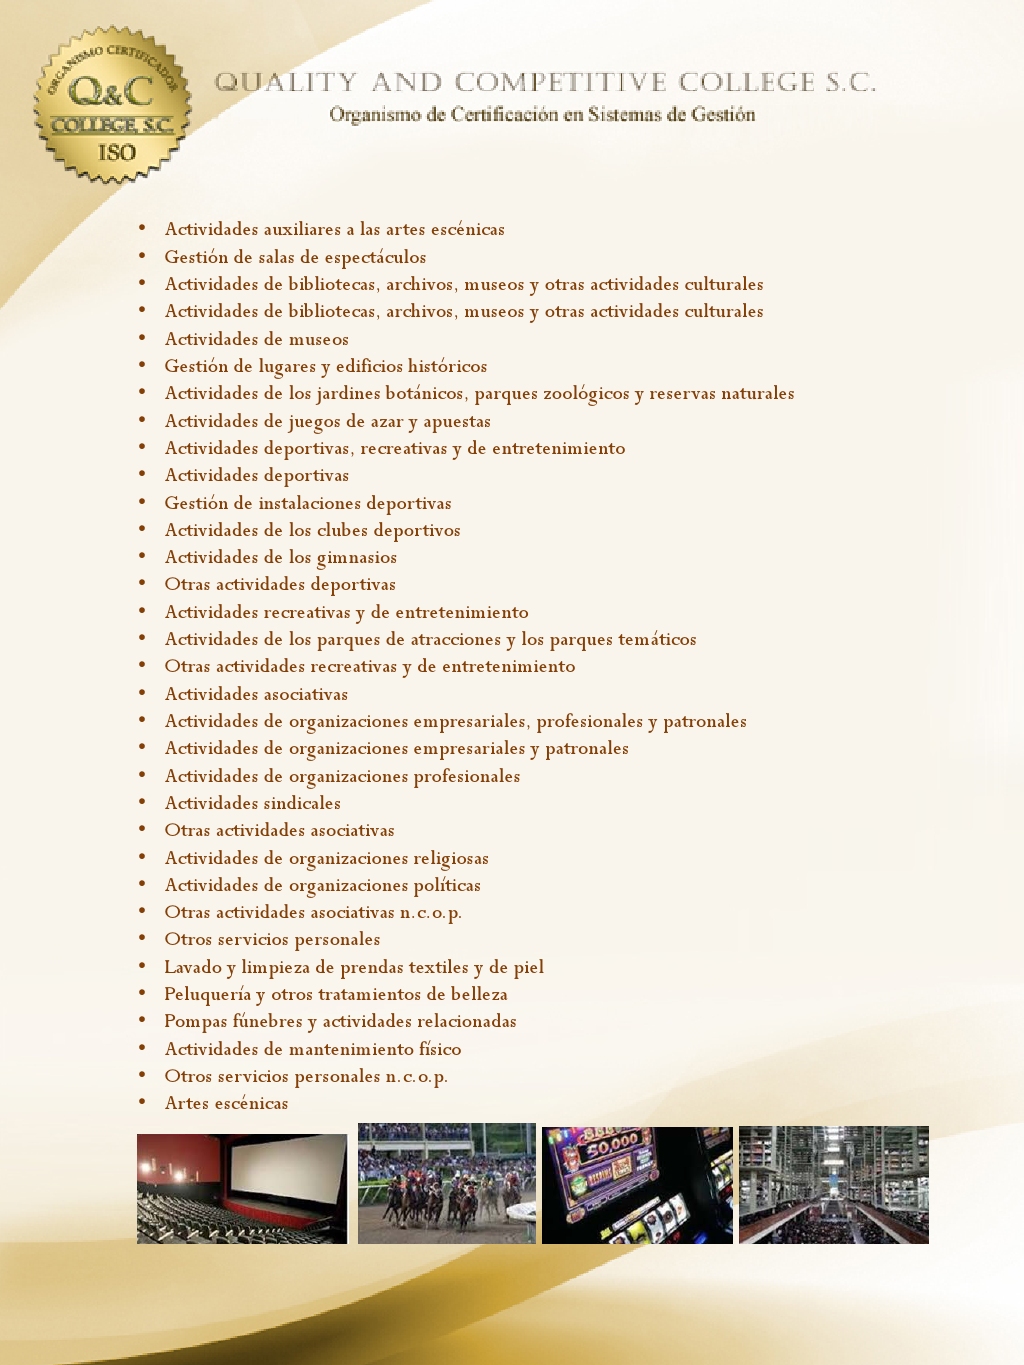 ORGANISMO CERTIFICADOR
Q&C
COLLEGE, S.C.
ISO
QUALITY AND COMPETITIVE COLLEGE S.C.
Organismo de Certificación en Sistemas de Gestión
• Actividades auxiliares a las artes escénicas
• Gestión de salas de espectáculos
• Actividades de bibliotecas, archivos, museos y otras actividades culturales
• Actividades de bibliotecas, archivos, museos y otras actividades culturales
• Actividades de museos
• Gestión de lugares y edificios históricos
• Actividades de los jardines botánicos, parques zoológicos y reservas naturales
• Actividades de juegos de azar y apuestas
• Actividades deportivas, recreativas y de entretenimiento
• Actividades deportivas
• Gestión de instalaciones deportivas
• Actividades de los clubes deportivos
• Actividades de los gimnasios
• Otras actividades deportivas
• Actividades recreativas y de entretenimiento
• Actividades de los parques de atracciones y los parques temáticos
• Otras actividades recreativas y de entretenimiento
• Actividades asociativas
• Actividades de organizaciones empresariales, profesionales y patronales
• Actividades de organizaciones empresariales y patronales
• Actividades de organizaciones profesionales
• Actividades sindicales
• Otras actividades asociativas
• Actividades de organizaciones religiosas
• Actividades de organizaciones políticas
• Otras actividades asociativas n.c.o.p.
• Otros servicios personales
• Lavado y limpieza de prendas textiles y de piel
• Peluquería y otros tratamientos de belleza
• Pompas fúnebres y actividades relacionadas
• Actividades de mantenimiento físico
• Otros servicios personales n.c.o.p.
• Artes escénicas
50,000